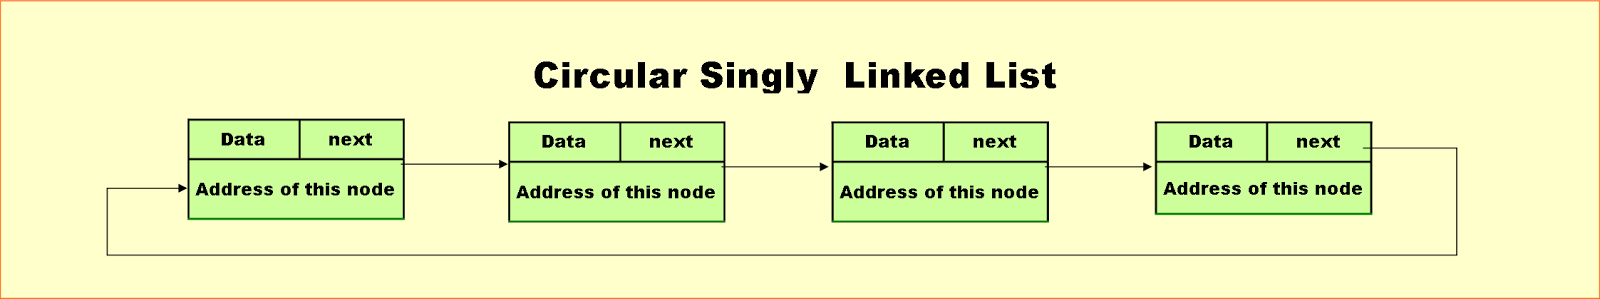 Circular Singly Linked List
Data next Data next Data next Data next
Address of this node Address of this node Address of this node Address of this node